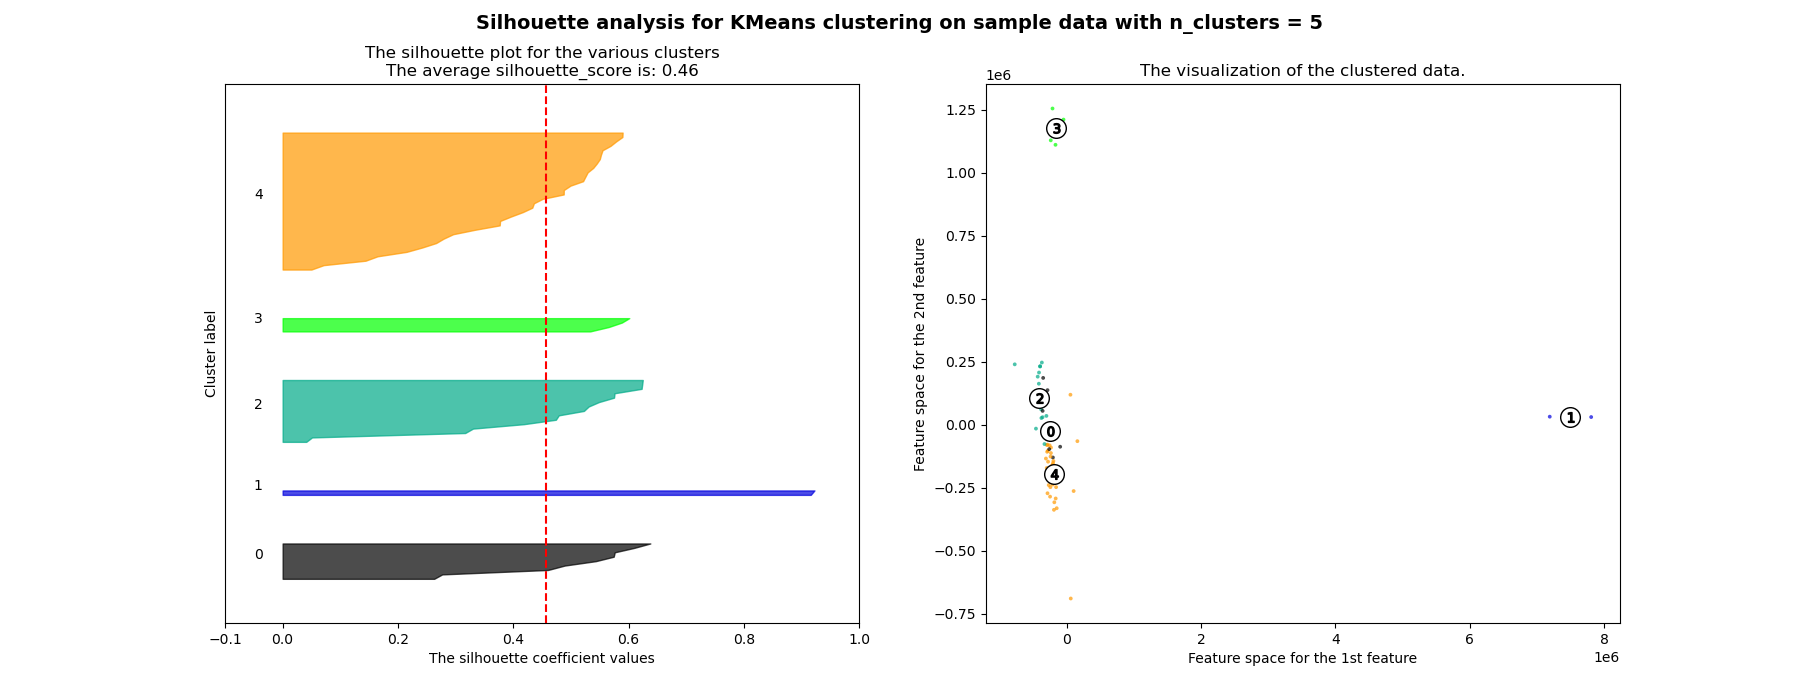 Silhouette analysis for KMeans clustering on sample data with n_clusters = 5
The silhouette plot for the various clusters
The average silhouette_score is: 0.46
Cluster label
4
3
2
1
0
−0.1 0.0 0.2 0.4 0.6 0.8 1.0
The silhouette coefficient values
The visualization of the clustered data.
1e6
Feature space for the 2nd feature
1.25
1.00
0.75
0.50
0.25
0.00
−0.25
−0.50
−0.75
3
2
1
0
4
0 2 4 6 8
1e6
Feature space for the 1st feature